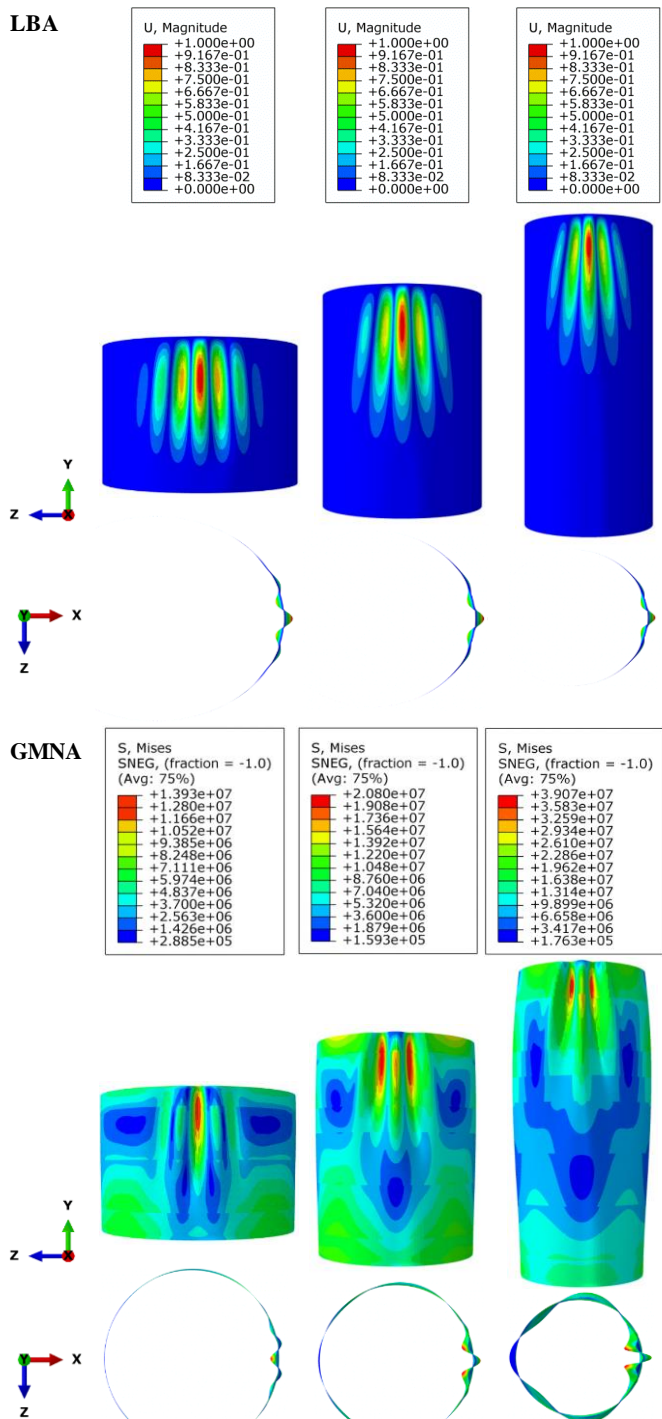 LBA
U, Magnitude
+1.000e+00
+9.167e-01
+8.333e-01
+7.500e-01
+6.667e-01
+5.833e-01
+5.000e-01
+4.167e-01
+3.333e-01
+2.500e-01
+1.667e-01
+8.333e-02
+0.000e+00
U, Magnitude
+1.000e+00
+9.167e-01
+8.333e-01
+7.500e-01
+6.667e-01
+5.833e-01
+5.000e-01
+4.167e-01
+3.333e-01
+2.500e-01
+1.667e-01
+8.333e-02
+0.000e+00
U, Magnitude
+1.000e+00
+9.167e-01
+8.333e-01
+7.500e-01
+6.667e-01
+5.833e-01
+5.000e-01
+4.167e-01
+3.333e-01
+2.500e-01
+1.667e-01
+8.333e-02
+0.000e+00
Y
Z X
Y X
Z
GMNA
S, Mises
SNEG, (fraction = -1.0)
(Avg: 75%)
+1.393e+07
+1.280e+07
+1.166e+07
+1.052e+07
+9.385e+06
+8.248e+06
+7.111e+06
+5.974e+06
+4.837e+06
+3.700e+06
+2.563e+06
+1.426e+06
+2.885e+05
S, Mises
SNEG, (fraction = -1.0)
(Avg: 75%)
+2.080e+07
+1.908e+07
+1.736e+07
+1.564e+07
+1.392e+07
+1.220e+07
+1.048e+07
+8.760e+06
+7.040e+06
+5.320e+06
+3.600e+06
+1.879e+06
+1.593e+05
S, Mises
SNEG, (fraction = -1.0)
(Avg: 75%)
+3.907e+07
+3.583e+07
+3.259e+07
+2.934e+07
+2.610e+07
+2.286e+07
+1.962e+07
+1.638e+07
+1.314e+07
+9.899e+06
+6.658e+06
+3.417e+06
+1.763e+05
Y
Z X
Y X
Z